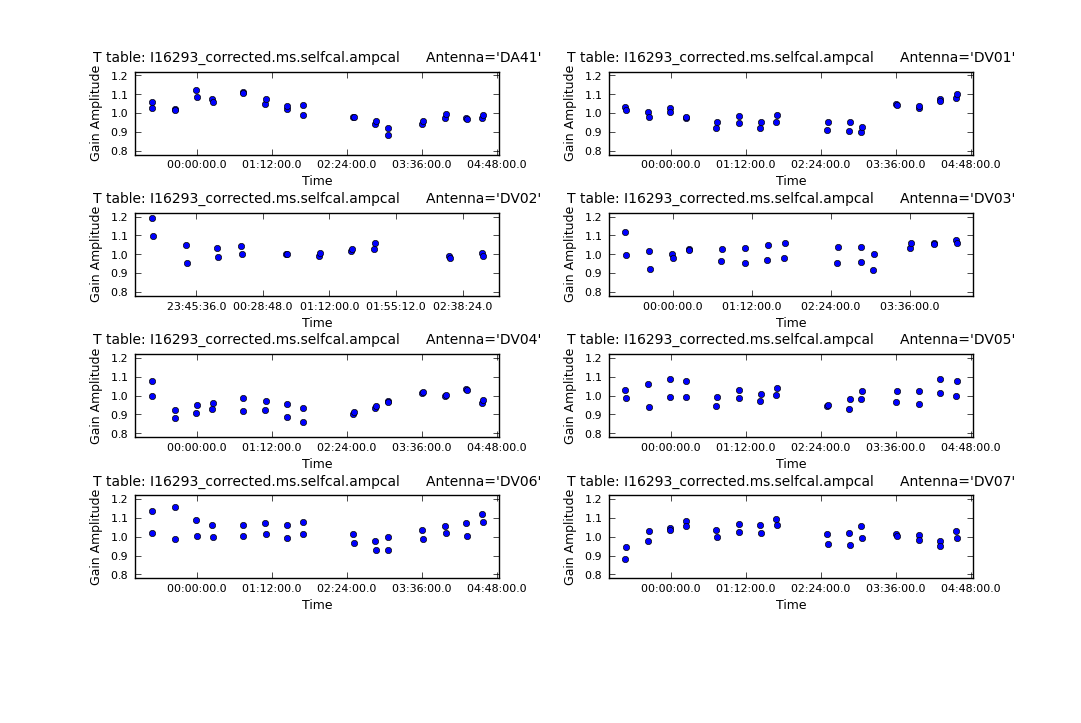 T table: I16293_corrected.ms.selfcal.ampcal Antenna='DA41'
1.2
1.1
1.0
0.9
0.8
Gain Amplitude
00:00:00.0 01:12:00.0 02:24:00.0 03:36:00.0 04:48:00.0
Time
T table: I16293_corrected.ms.selfcal.ampcal Antenna='DV01'
1.2
1.1
1.0
0.9
0.8
Gain Amplitude
00:00:00.0 01:12:00.0 02:24:00.0 03:36:00.0 04:48:00.0
Time
T table: I16293_corrected.ms.selfcal.ampcal Antenna='DV02'
1.2
1.1
1.0
0.9
0.8
Gain Amplitude
23:45:36.0 00:28:48.0 01:12:00.0 01:55:12.0 02:38:24.0
Time
T table: I16293_corrected.ms.selfcal.ampcal Antenna='DV03'
1.2
1.1
1.0
0.9
0.8
Gain Amplitude
00:00:00.0 01:12:00.0 02:24:00.0 03:36:00.0
Time
T table: I16293_corrected.ms.selfcal.ampcal Antenna='DV04'
1.2
1.1
1.0
0.9
0.8
Gain Amplitude
00:00:00.0 01:12:00.0 02:24:00.0 03:36:00.0 04:48:00.0
Time
T table: I16293_corrected.ms.selfcal.ampcal Antenna='DV05'
1.2
1.1
1.0
0.9
0.8
Gain Amplitude
00:00:00.0 01:12:00.0 02:24:00.0 03:36:00.0 04:48:00.0
Time
T table: I16293_corrected.ms.selfcal.ampcal Antenna='DV06'
1.2
1.1
1.0
0.9
0.8
Gain Amplitude
00:00:00.0 01:12:00.0 02:24:00.0 03:36:00.0 04:48:00.0
Time
T table: I16293_corrected.ms.selfcal.ampcal Antenna='DV07'
1.2
1.1
1.0
0.9
0.8
Gain Amplitude
00:00:00.0 01:12:00.0 02:24:00.0 03:36:00.0 04:48:00.0
Time